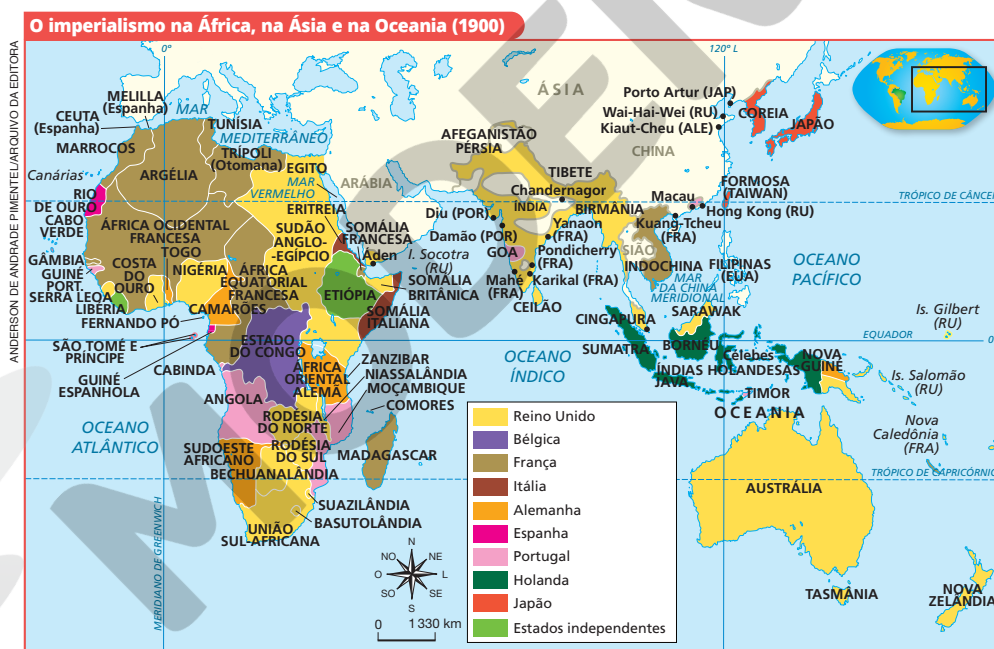 O imperialismo na África, na Ásia e na Oceania (1900)
ANDERSON DE ANDRADE PIMENTEL/ARQUIVO DA EDITORA
0°
120° L
MELILLA
(Espanha)
CEUTA
(Espanha)
MARROCOS
MAR
MEDITERRÂNEO
TUNÍSIA
TRÍPOLI
(Otomana)
EGITO
Canárias
ARGÉLIA
MAR
VERMELHO
ARÁBIA
RIO
DE OURO
CABO
VERDE
ERITREIA
ÁFRICA OCIDENTAL
FRANCESA
TOGO
SUDÃO
ANGLO-
-EGÍPCIO
SOMÁLIA
FRANCESA
Áden
I. Socotra
(RU)
GÂMBIA
GUINÉ
PORT.
SERRA LEOA
LIBÉRIA
COSTA
DO
OURO
NIGÉRIA
ÁFRICA
EQUATORIAL
FRANCESA
CAMARÕES
ETIÓPIA
SOMÁLIA
BRITÂNICA
SOMÁLIA
ITALIANA
FERNANDO PÓ
SÃO TOMÉ E
PRÍNCIPE
GUINÉ
ESPANHOLA
CABINDA
ESTADO
DO CONGO
ÁFRICA
ORIENTAL
ALEMÃ
ZANZIBAR
NIASSALÂNDIA
MOÇAMBIQUE
COMORES
ANGOLA
RODÉSIA
DO NORTE
RODÉSIA
DO SUL
MADAGASCAR
SUDOESTE
AFRICANO
BECHUANALÂNDIA
SUAZILÂNDIA
BASUTOLÂNDIA
UNIÃO
SUL-AFRICANA
OCEANO
ATLÂNTICO
MERIDIANO DE GREENWICH
ÁSIA
Porto Artur (JAP)
Wai-Hai-Wei (RU)
Kiaut-Cheu (ALE)
COREIA
JAPÃO
CHINA
AFEGANISTÃO
PÉRSIA
TIBETE
Chandernagor
ÍNDIA
BIRMÂNIA
Macau
Hong Kong (RU)
Kuang-Tcheu
(FRA)
FORMOSA
(TAIWAN)
TRÓPICO DE CÂNCER
Diu (POR)
Damão (POR)
GOA
Yanaon
(FRA)
Pondicherry
(FRA)
Mahé
(FRA)
Karikal (FRA)
CEILÃO
SIÃO
INDOCHINA
MAR
DA CHINA
MERIDIONAL
FILIPINAS
(EUA)
OCEANO
PACÍFICO
CINGAPURA
SARAWAK
SUMATRA
BORNÉU
Célebes
ÍNDIAS HOLANDESAS
JAVA
TIMOR
NOVA
GUINÉ
Is. Gilbert
(RU)
EQUADOR
0°
Is. Salomão
(RU)
OCEANO
ÍNDICO
OCEANIA
Nova
Caledônia
(FRA)
TRÓPICO DE CAPRICÓRNIO
AUSTRÁLIA
TASMÂNIA
NOVA
ZELÂNDIA
Reino Unido
Bélgica
França
Itália
Alemanha
Espanha
Portugal
Holanda
Japão
Estados independentes
N
NO
NE
O
L
SO
SE
S
0
1 330 km